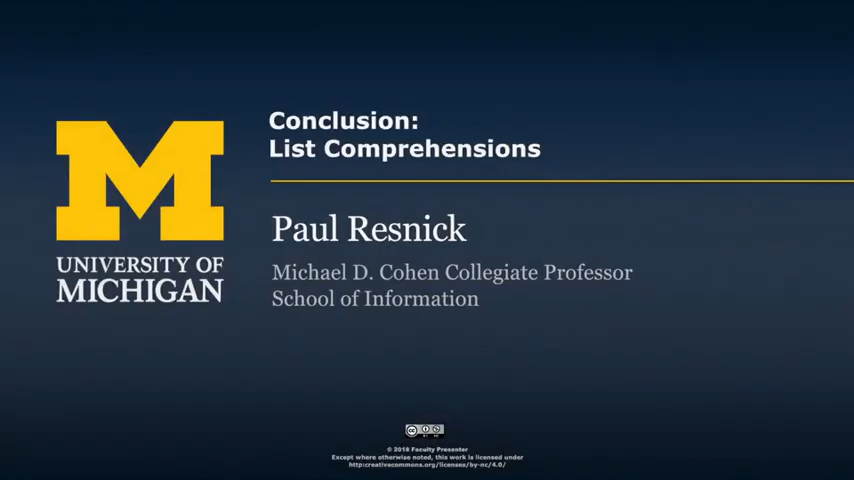 Conclusion:
List Comprehensions
Paul Resnick
Michael D. Cohen Collegiate Professor
School of Information
M
UNIVERSITY OF
MICHIGAN
© 2018 Faculty Presenter
Except where otherwise noted, this work is licensed under
http:creativecommons.org/licenses/by-nc/4.0/